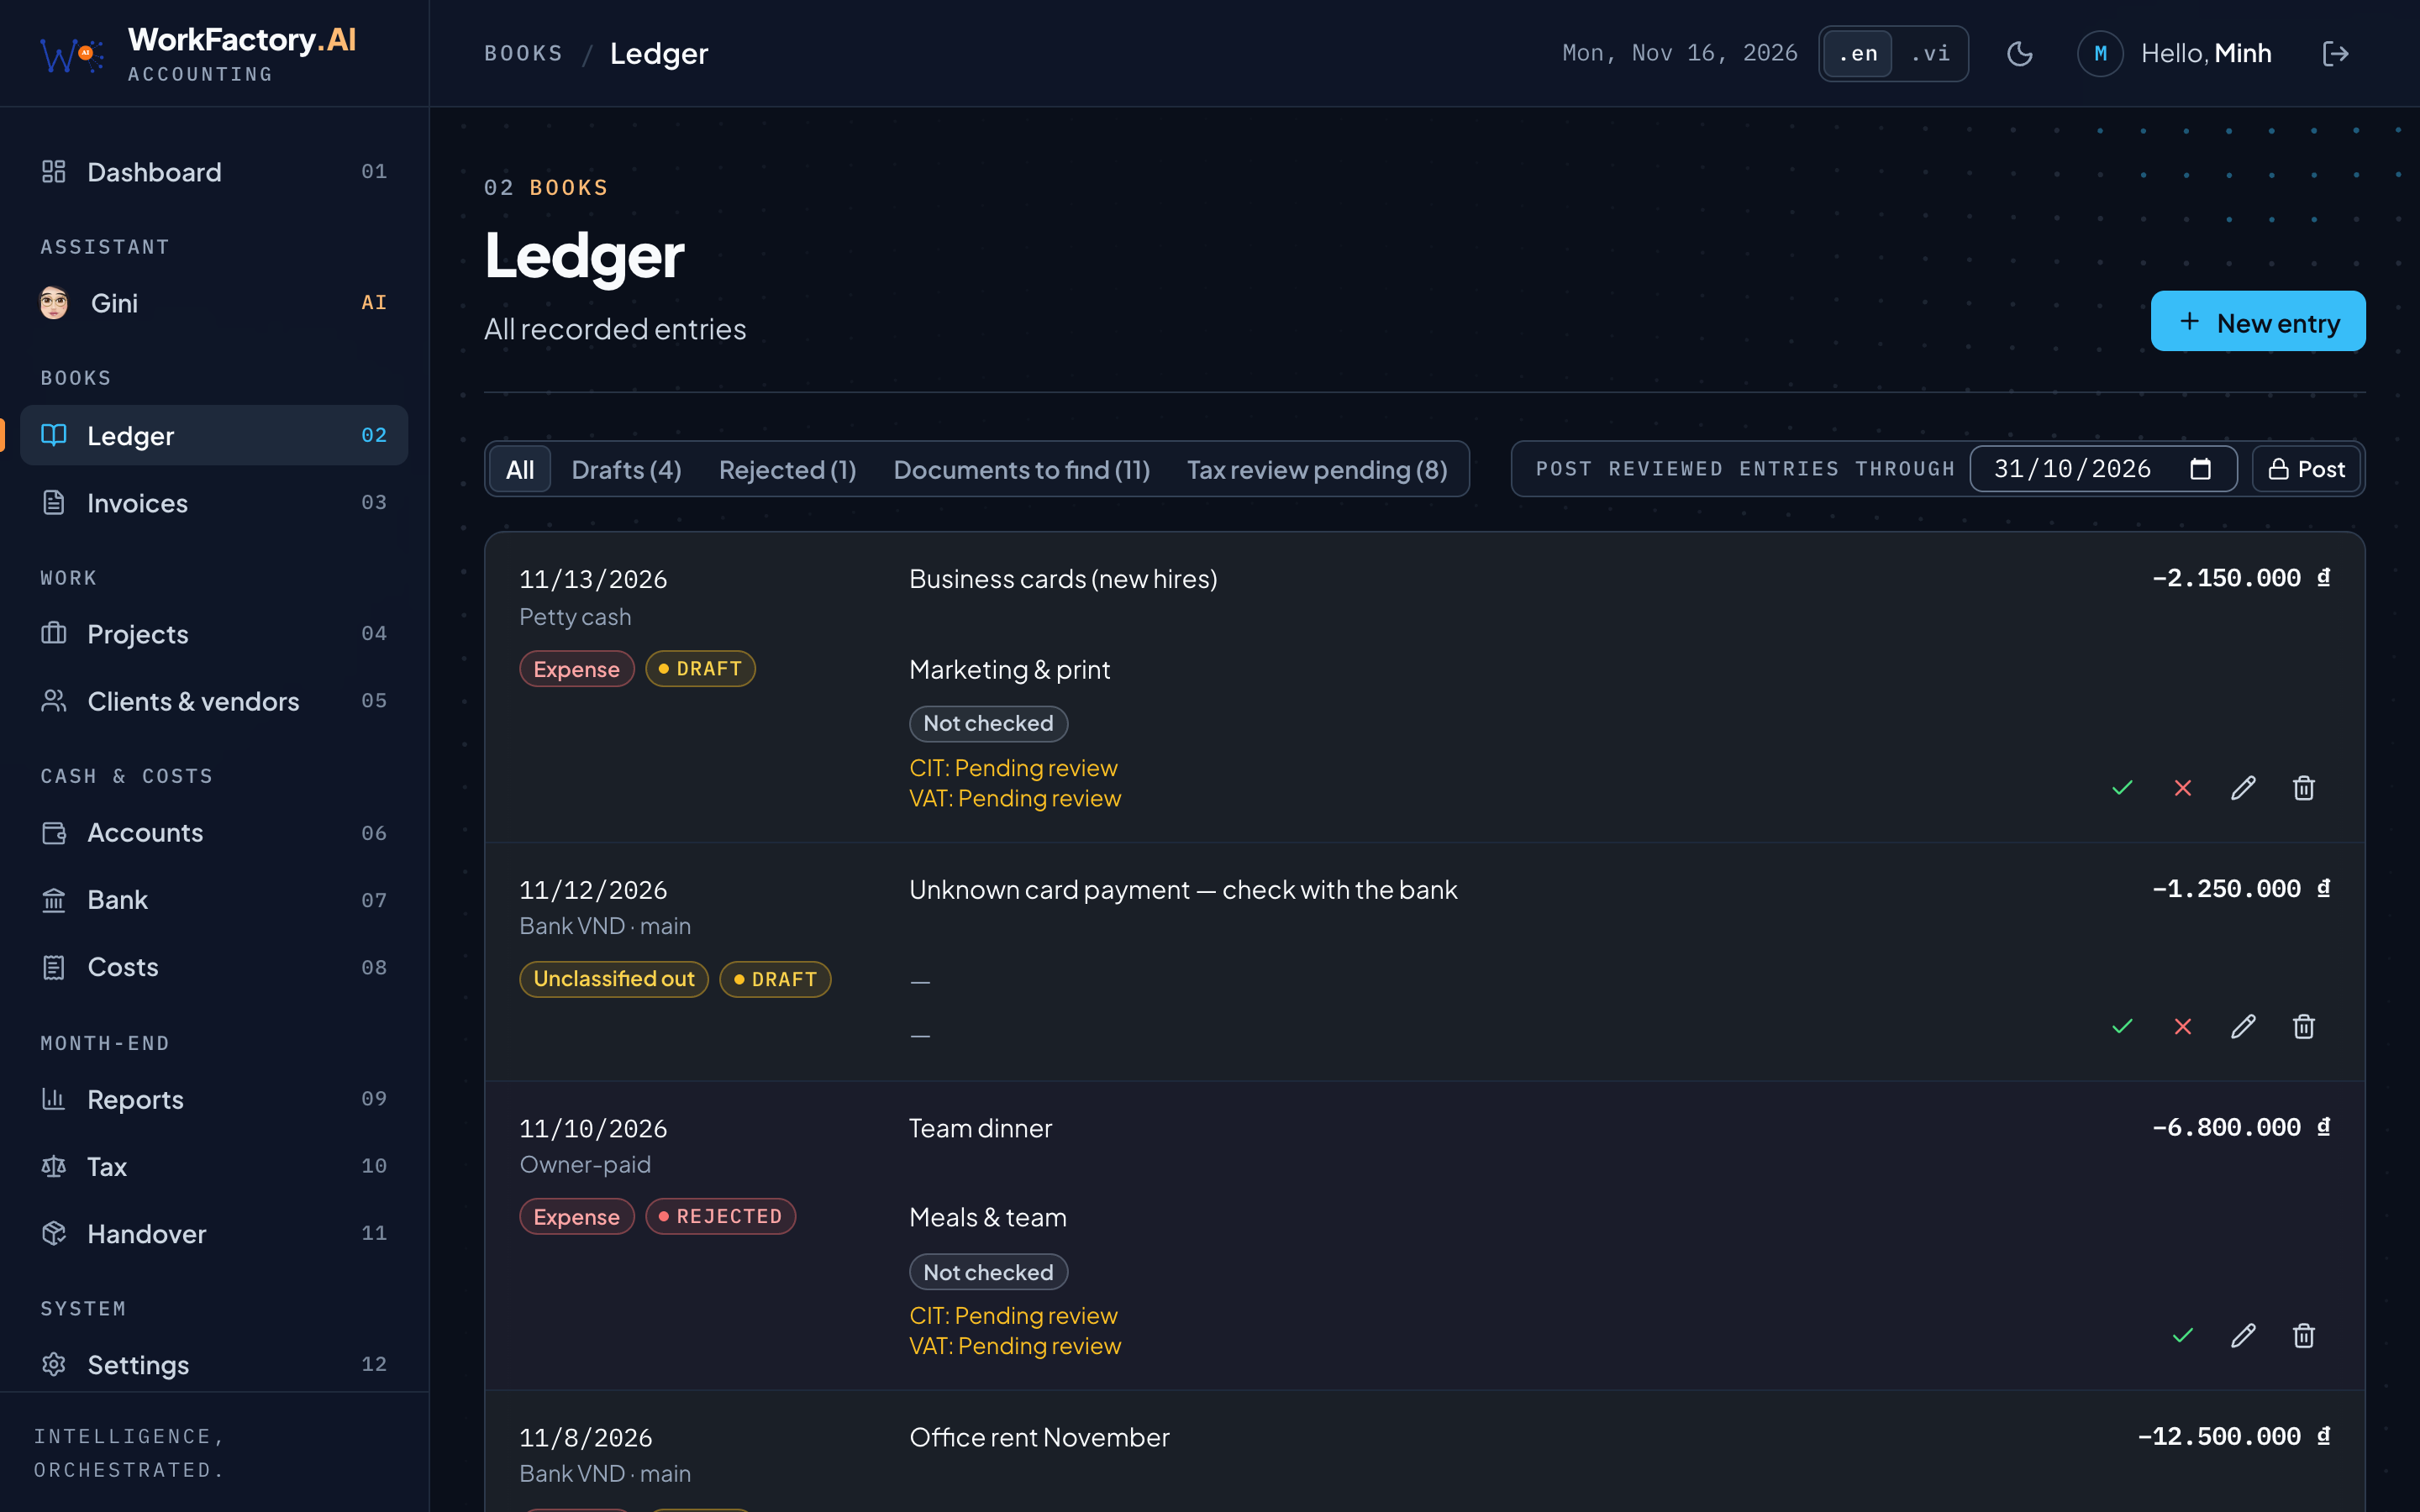 WorkFactory.AI
ACCOUNTING
BOOKS / Ledger
Mon, Nov 16, 2026
.en .vi
M
Hello, Minh
Dashboard 01
ASSISTANT
Gini AI
BOOKS
Ledger 02
Invoices 03
WORK
Projects 04
Clients & vendors 05
CASH & COSTS
Accounts 06
Bank 07
Costs 08
MONTH-END
Reports 09
Tax 10
Handover 11
SYSTEM
Settings 12
INTELLIGENCE,
ORCHESTRATED.
02 BOOKS
Ledger
All recorded entries
+ New entry
All Drafts (4) Rejected (1) Documents to find (11) Tax review pending (8)
POST REVIEWED ENTRIES THROUGH 31/10/2026 Post
11/13/2026 Business cards (new hires) −2.150.000 ₫
Petty cash
Expense DRAFT Marketing & print
Not checked
CIT: Pending review
VAT: Pending review
11/12/2026 Unknown card payment — check with the bank −1.250.000 ₫
Bank VND · main
Unclassified out DRAFT —
—
11/10/2026 Team dinner −6.800.000 ₫
Owner-paid
Expense REJECTED Meals & team
Not checked
CIT: Pending review
VAT: Pending review
11/8/2026 Office rent November −12.500.000 ₫
Bank VND · main